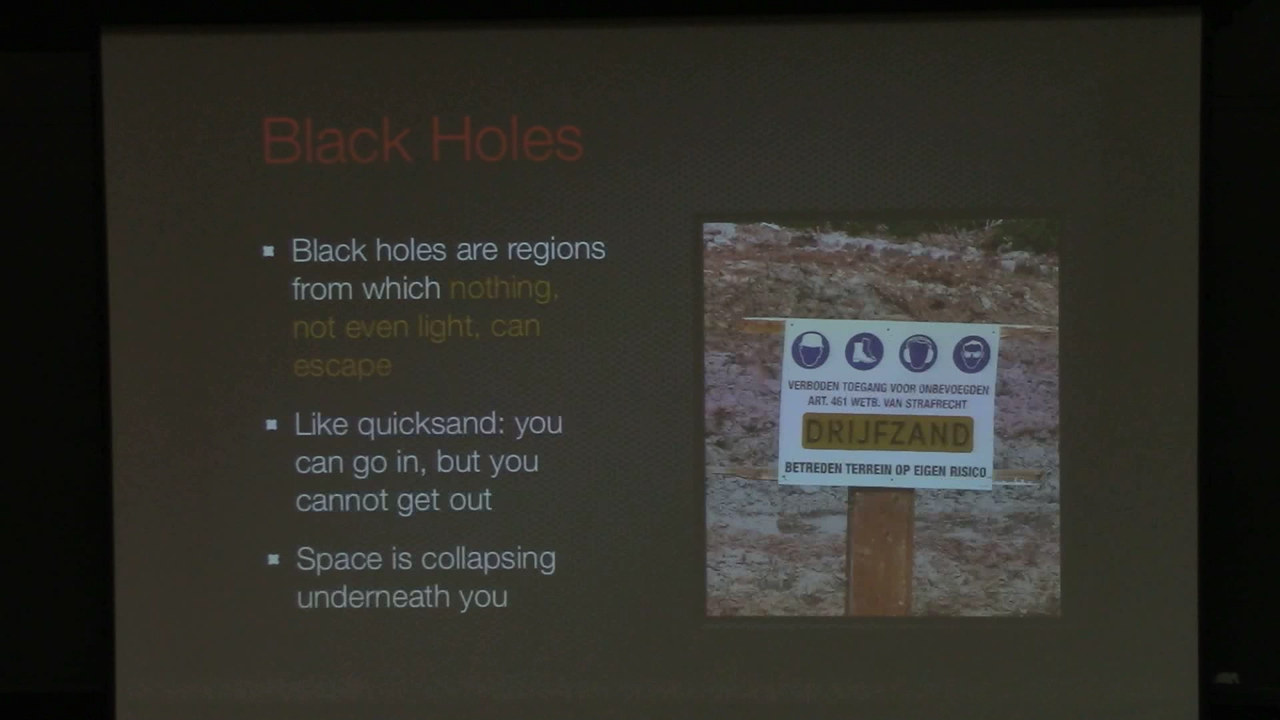 Black Holes
Black holes are regions
from which nothing,
not even light, can
escape
Like quicksand: you
can go in, but you
cannot get out
Space is collapsing
underneath you
VERBODEN TOEGANG VOOR ONBEVOEGDEN
ART. 461 WETB. VAN STRAFRECHT
DRIJFZAND
BETREDEN TERREIN OP EIGEN RISICO